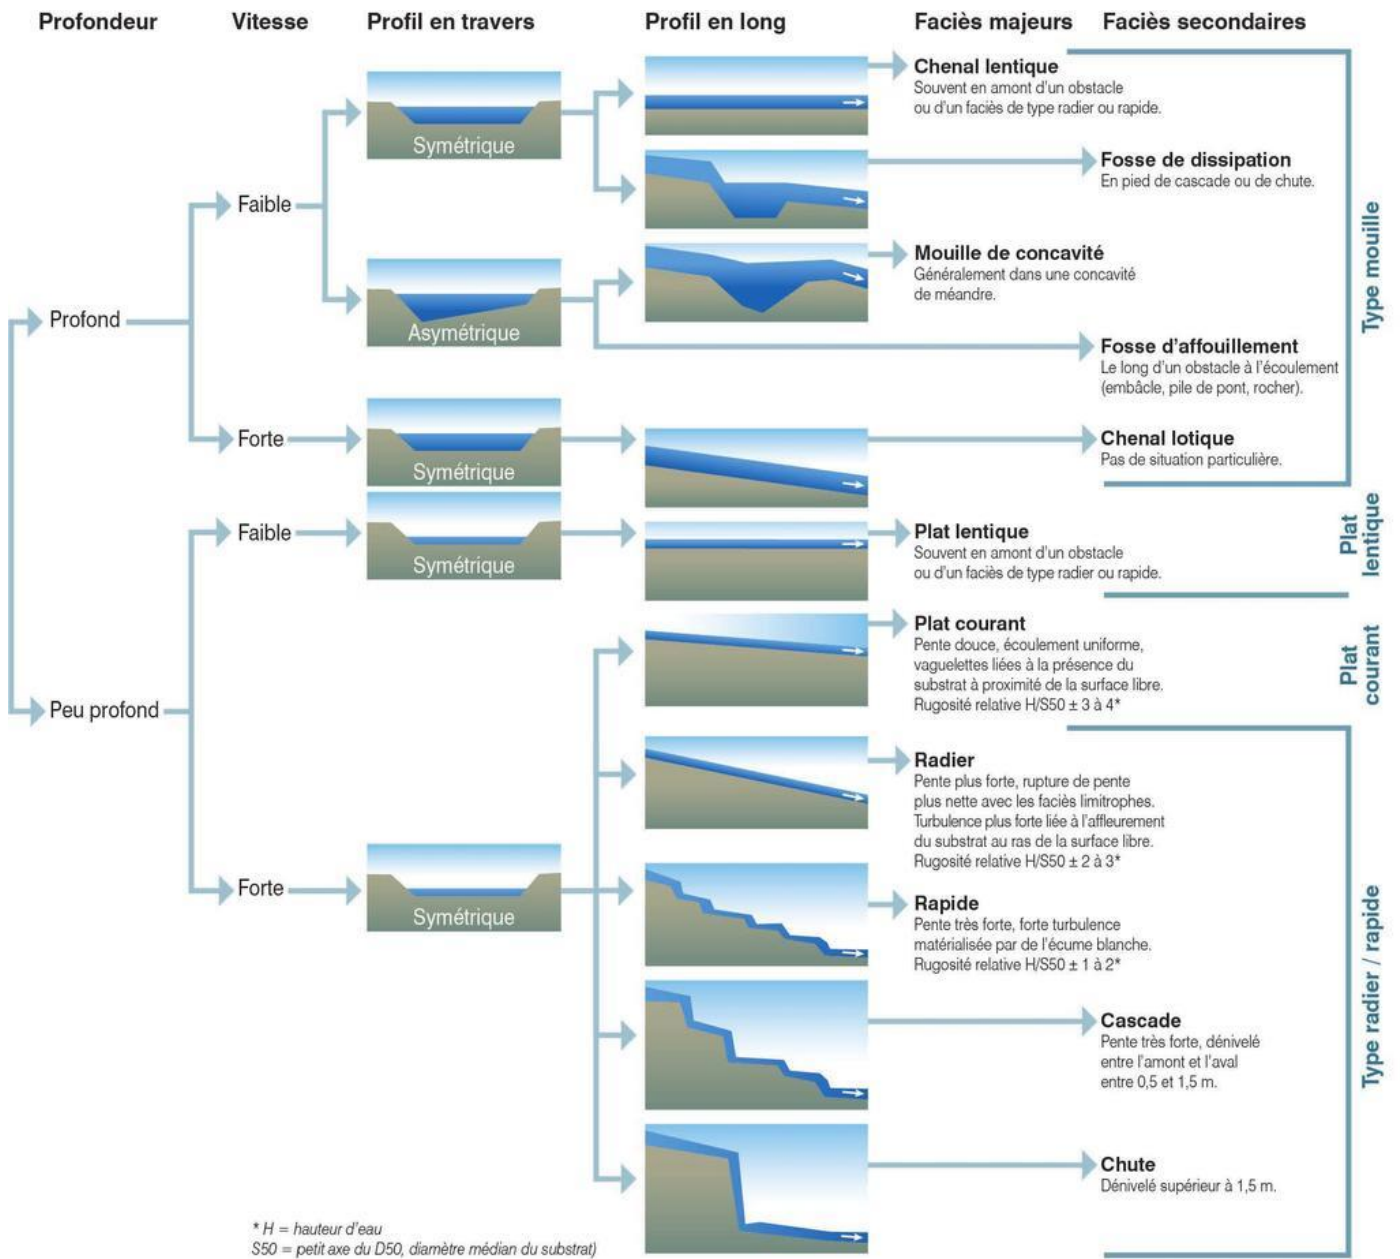 Profondeur
Vitesse
Profil en travers
Profil en long
Faciès majeurs
Faciès secondaires
Chenal lentique
Souvent en amont d'un obstacle
ou d'un faciès de type radier ou rapide.
Symétrique
Fosse de dissipation
En pied de cascade ou de chute.
Faible
Mouille de concavité
Généralement dans une concavité
de méandre.
Type mouille
Profond
Asymétrique
Fosse d'affouillement
Le long d'un obstacle à l'écoulement
(embâcle, pile de pont, rocher).
Forte
Symétrique
Chenal lotique
Pas de situation particulière.
Faible
Symétrique
Plat lentique
Souvent en amont d'un obstacle
ou d'un faciès de type radier ou rapide.
Plat
lentique
Plat courant
Pente douce, écoulement uniforme,
vaguelettes liées à la présence du
substrat à proximité de la surface libre.
Rugosité relative H/S50 ± 3 à 4*
Plat
courant
Peu profond
Radier
Pente plus forte, rupture de pente
plus nette avec les faciès limitrophes.
Turbulence plus forte liée à l'affleurement
du substrat au ras de la surface libre.
Rugosité relative H/S50 ± 2 à 3*
Forte
Symétrique
Rapide
Pente très forte, forte turbulence
matérialisée par de l'écume blanche.
Rugosité relative H/S50 ± 1 à 2*
Type radier / rapide
Cascade
Pente très forte, dénivelé
entre l'amont et l'aval
entre 0,5 et 1,5 m.
Chute
Dénivelé supérieur à 1,5 m.
* H = hauteur d'eau
S50 = petit axe du D50, diamètre médian du substrat)